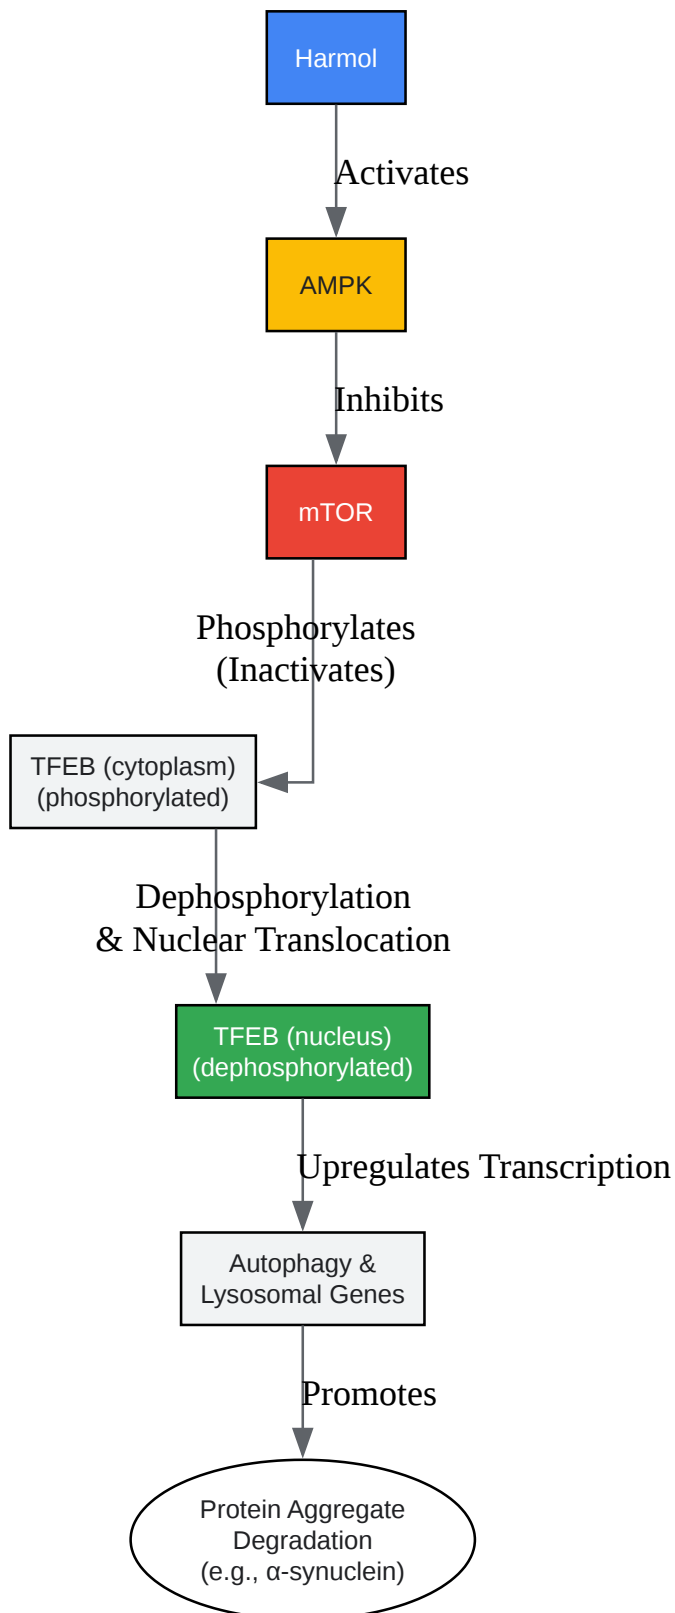 Harmol
Activates
AMPK
Inhibits
mTOR
Phosphorylates
(Inactivates)
TFEB (cytoplasm)
(phosphorylated)
Dephosphorylation
& Nuclear Translocation
TFEB (nucleus)
(dephosphorylated)
Upregulates Transcription
Autophagy &
Lysosomal Genes
Promotes
Protein Aggregate
Degradation
(e.g., α-synuclein)